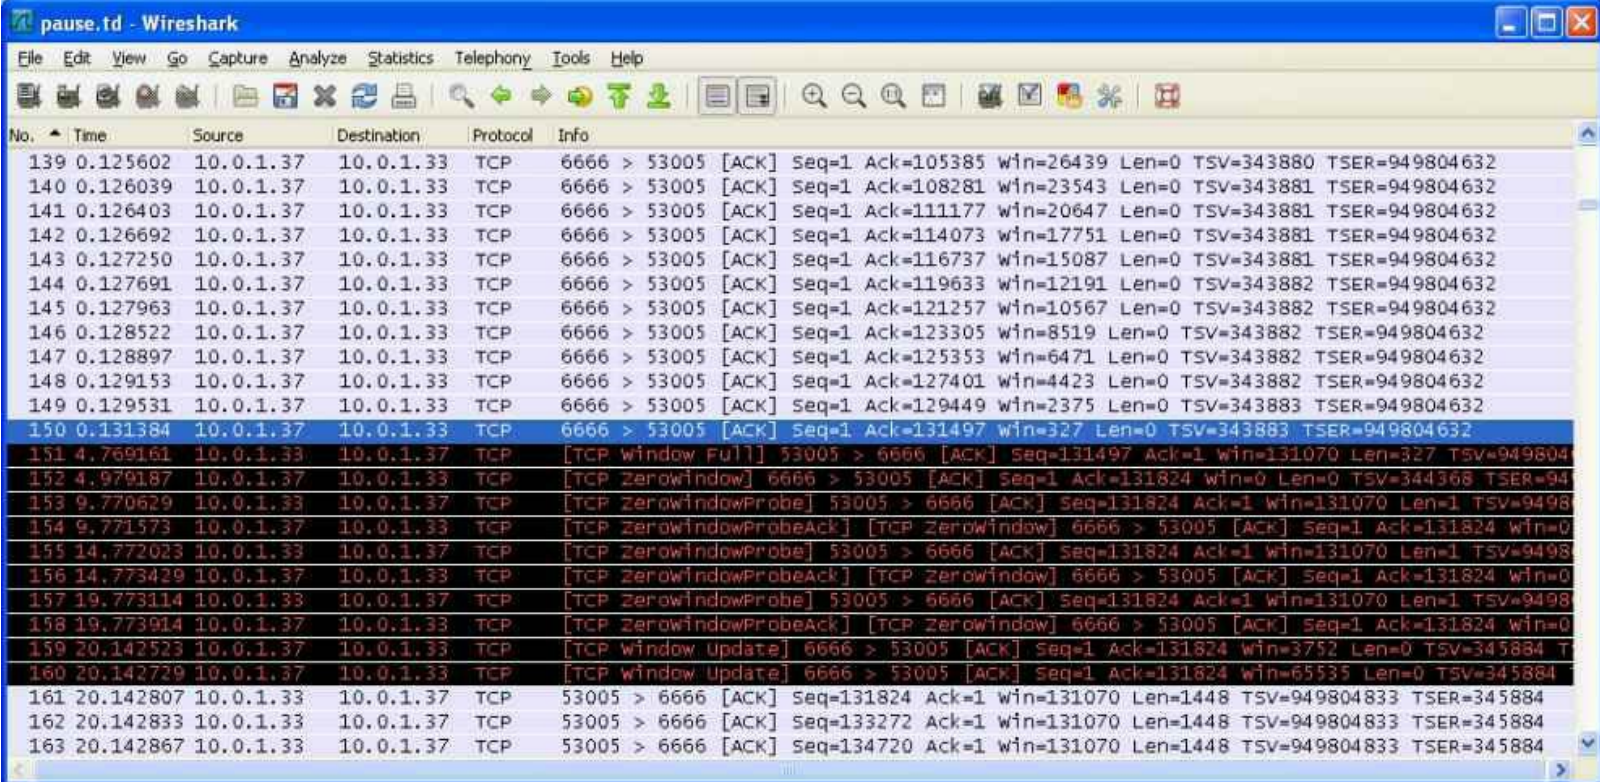 pause.td - Wireshark
File Edit View Go Capture Analyze Statistics Telephony Tools Help
No. Time Source Destination Protocol Info
139 0.125602 10.0.1.37 10.0.1.33 TCP 6666 > 53005 [ACK] Seq=1 Ack=105385 Win=26439 Len=0 TSV=343880 TSER=949804632
140 0.126039 10.0.1.37 10.0.1.33 TCP 6666 > 53005 [ACK] Seq=1 Ack=108281 Win=23543 Len=0 TSV=343881 TSER=949804632
141 0.126403 10.0.1.37 10.0.1.33 TCP 6666 > 53005 [ACK] Seq=1 Ack=111177 Win=20647 Len=0 TSV=343881 TSER=949804632
142 0.126692 10.0.1.37 10.0.1.33 TCP 6666 > 53005 [ACK] Seq=1 Ack=114073 Win=17751 Len=0 TSV=343881 TSER=949804632
143 0.127250 10.0.1.37 10.0.1.33 TCP 6666 > 53005 [ACK] Seq=1 Ack=116737 Win=15087 Len=0 TSV=343881 TSER=949804632
144 0.127691 10.0.1.37 10.0.1.33 TCP 6666 > 53005 [ACK] Seq=1 Ack=119633 Win=12191 Len=0 TSV=343882 TSER=949804632
145 0.127963 10.0.1.37 10.0.1.33 TCP 6666 > 53005 [ACK] Seq=1 Ack=121257 Win=10567 Len=0 TSV=343882 TSER=949804632
146 0.128522 10.0.1.37 10.0.1.33 TCP 6666 > 53005 [ACK] Seq=1 Ack=123305 Win=8519 Len=0 TSV=343882 TSER=949804632
147 0.128897 10.0.1.37 10.0.1.33 TCP 6666 > 53005 [ACK] Seq=1 Ack=125353 Win=6471 Len=0 TSV=343882 TSER=949804632
148 0.129153 10.0.1.37 10.0.1.33 TCP 6666 > 53005 [ACK] Seq=1 Ack=127401 Win=4423 Len=0 TSV=343882 TSER=949804632
149 0.129531 10.0.1.37 10.0.1.33 TCP 6666 > 53005 [ACK] Seq=1 Ack=129449 Win=2375 Len=0 TSV=343883 TSER=949804632
150 0.131384 10.0.1.37 10.0.1.33 TCP 6666 > 53005 [ACK] Seq=1 Ack=131497 Win=327 Len=0 TSV=343883 TSER=949804632
151 4.769161 10.0.1.33 10.0.1.37 TCP [TCP Window Full] 53005 > 6666 [ACK] Seq=131497 Ack=1 Win=131070 Len=327 TSV=949804
152 4.979187 10.0.1.37 10.0.1.33 TCP [TCP ZeroWindow] 6666 > 53005 [ACK] Seq=1 Ack=131824 Win=0 Len=0 TSV=344368 TSER=94
153 9.770629 10.0.1.33 10.0.1.37 TCP [TCP ZeroWindowProbe] 53005 > 6666 [ACK] Seq=131824 Ack=1 Win=131070 Len=1 TSV=9498
154 9.771573 10.0.1.37 10.0.1.33 TCP [TCP ZeroWindowProbeAck] [TCP ZeroWindow] 6666 > 53005 [ACK] Seq=1 Ack=131824 Win=0
155 14.772023 10.0.1.33 10.0.1.37 TCP [TCP ZeroWindowProbe] 53005 > 6666 [ACK] Seq=131824 Ack=1 Win=131070 Len=1 TSV=9498
156 14.773429 10.0.1.37 10.0.1.33 TCP [TCP ZeroWindowProbeAck] [TCP ZeroWindow] 6666 > 53005 [ACK] Seq=1 Ack=131824 Win=0
157 19.773114 10.0.1.33 10.0.1.37 TCP [TCP ZeroWindowProbe] 53005 > 6666 [ACK] Seq=131824 Ack=1 Win=131070 Len=1 TSV=9498
158 19.773914 10.0.1.37 10.0.1.33 TCP [TCP ZeroWindowProbeAck] [TCP ZeroWindow] 6666 > 53005 [ACK] Seq=1 Ack=131824 Win=0
159 20.142523 10.0.1.37 10.0.1.33 TCP [TCP Window Update] 6666 > 53005 [ACK] Seq=1 Ack=131824 Win=3752 Len=0 TSV=345884 T
160 20.142729 10.0.1.37 10.0.1.33 TCP [TCP Window Update] 6666 > 53005 [ACK] Seq=1 Ack=131824 Win=65535 Len=0 TSV=345884
161 20.142807 10.0.1.33 10.0.1.37 TCP 53005 > 6666 [ACK] Seq=131824 Ack=1 Win=131070 Len=1448 TSV=949804833 TSER=345884
162 20.142833 10.0.1.33 10.0.1.37 TCP 53005 > 6666 [ACK] Seq=133272 Ack=1 Win=131070 Len=1448 TSV=949804833 TSER=345884
163 20.142867 10.0.1.33 10.0.1.37 TCP 53005 > 6666 [ACK] Seq=134720 Ack=1 Win=131070 Len=1448 TSV=949804833 TSER=345884